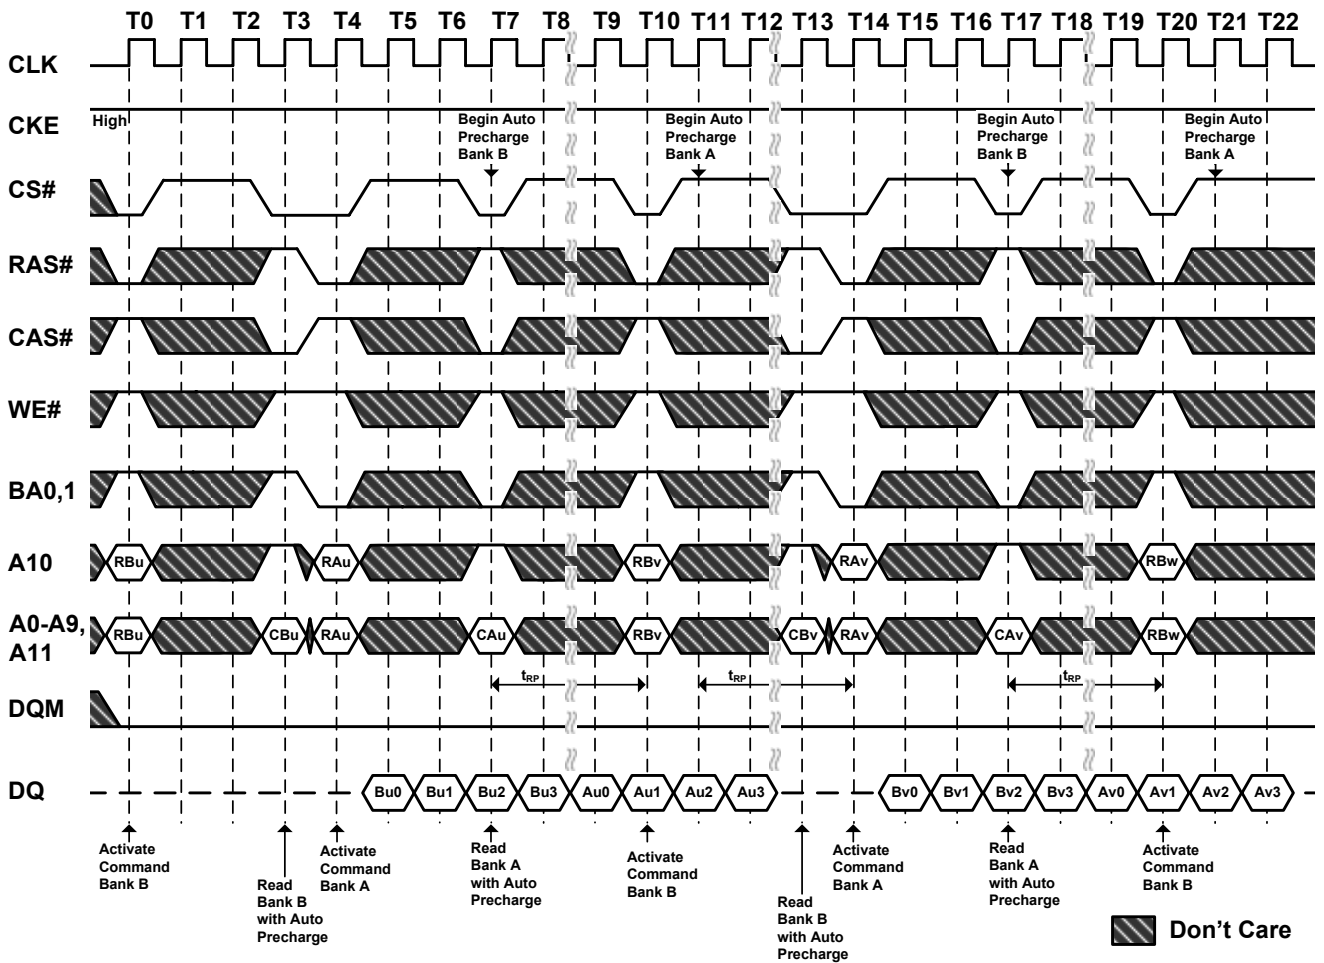 T0 T1 T2 T3 T4 T5 T6 T7 T8 T9 T10 T11 T12 T13 T14 T15 T16 T17 T18 T19 T20 T21 T22
CLK
CKE
High
Begin Auto
Precharge
Bank B
Begin Auto
Precharge
Bank A
Begin Auto
Precharge
Bank B
Begin Auto
Precharge
Bank A
CS#
RAS#
CAS#
WE#
BA0,1
A10
RBu RAu RBv RAv RBw
A0-A9,
A11
RBu CBu RAu CAu RBv CBv RAv CAv RBw
tRP tRP tRP
DQM
DQ
Bu0 Bu1 Bu2 Bu3 Au0 Au1 Au2 Au3 Bv0 Bv1 Bv2 Bv3 Av0 Av1 Av2 Av3
Activate
Command
Bank B
Read
Bank B
with Auto
Precharge
Activate
Command
Bank A
Read
Bank A
with Auto
Precharge
Activate
Command
Bank B
Read
Bank B
with Auto
Precharge
Activate
Command
Bank A
Read
Bank A
with Auto
Precharge
Activate
Command
Bank B
Don't Care